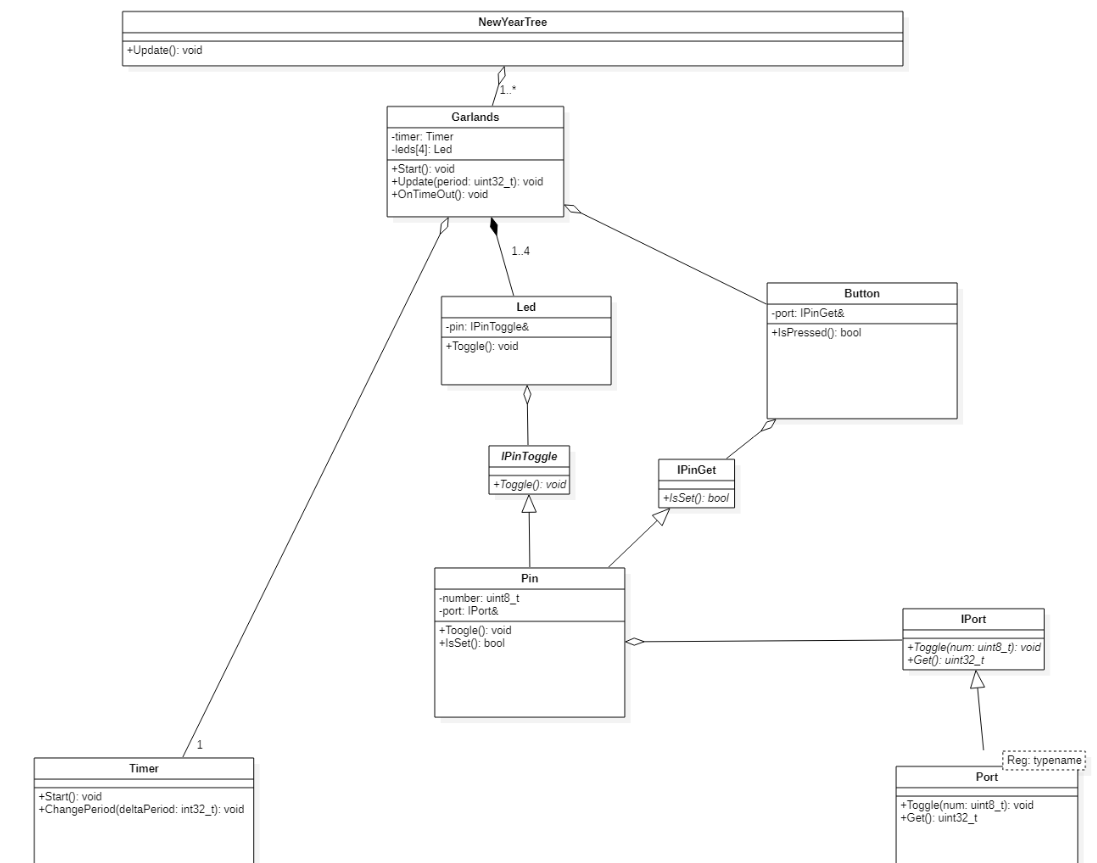 NewYearTree
+Update(): void
1..*
Garlands
-timer: Timer
-leds[4]: Led
+Start(): void
+Update(period: uint32_t): void
+OnTimeOut(): void
1..4
Led
-pin: IPinToggle&
+Toggle(): void
Button
-port: IPinGet&
+IsPressed(): bool
IPinToggle
+Toggle(): void
IPinGet
+IsSet(): bool
Pin
-number: uint8_t
-port: IPort&
+Toogle(): void
+IsSet(): bool
IPort
+Toggle(num: uint8_t): void
+Get(): uint32_t
1
Timer
+Start(): void
+ChangePeriod(deltaPeriod: int32_t): void
Reg: typename
Port
+Toggle(num: uint8_t): void
+Get(): uint32_t